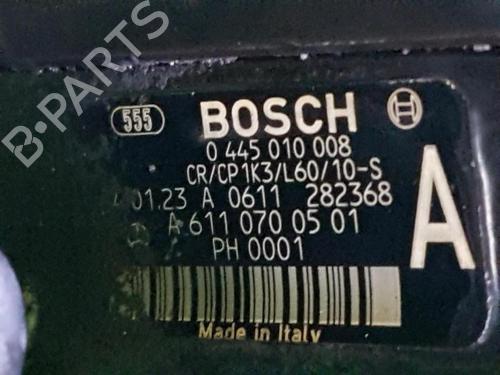 B-PARTS
555 BOSCH
0 445 010 008
CR/CP1K3/L60/10-S
01.23 A 0611 282368
A 611 070 05 01
PH 0001
A
Made in Italy